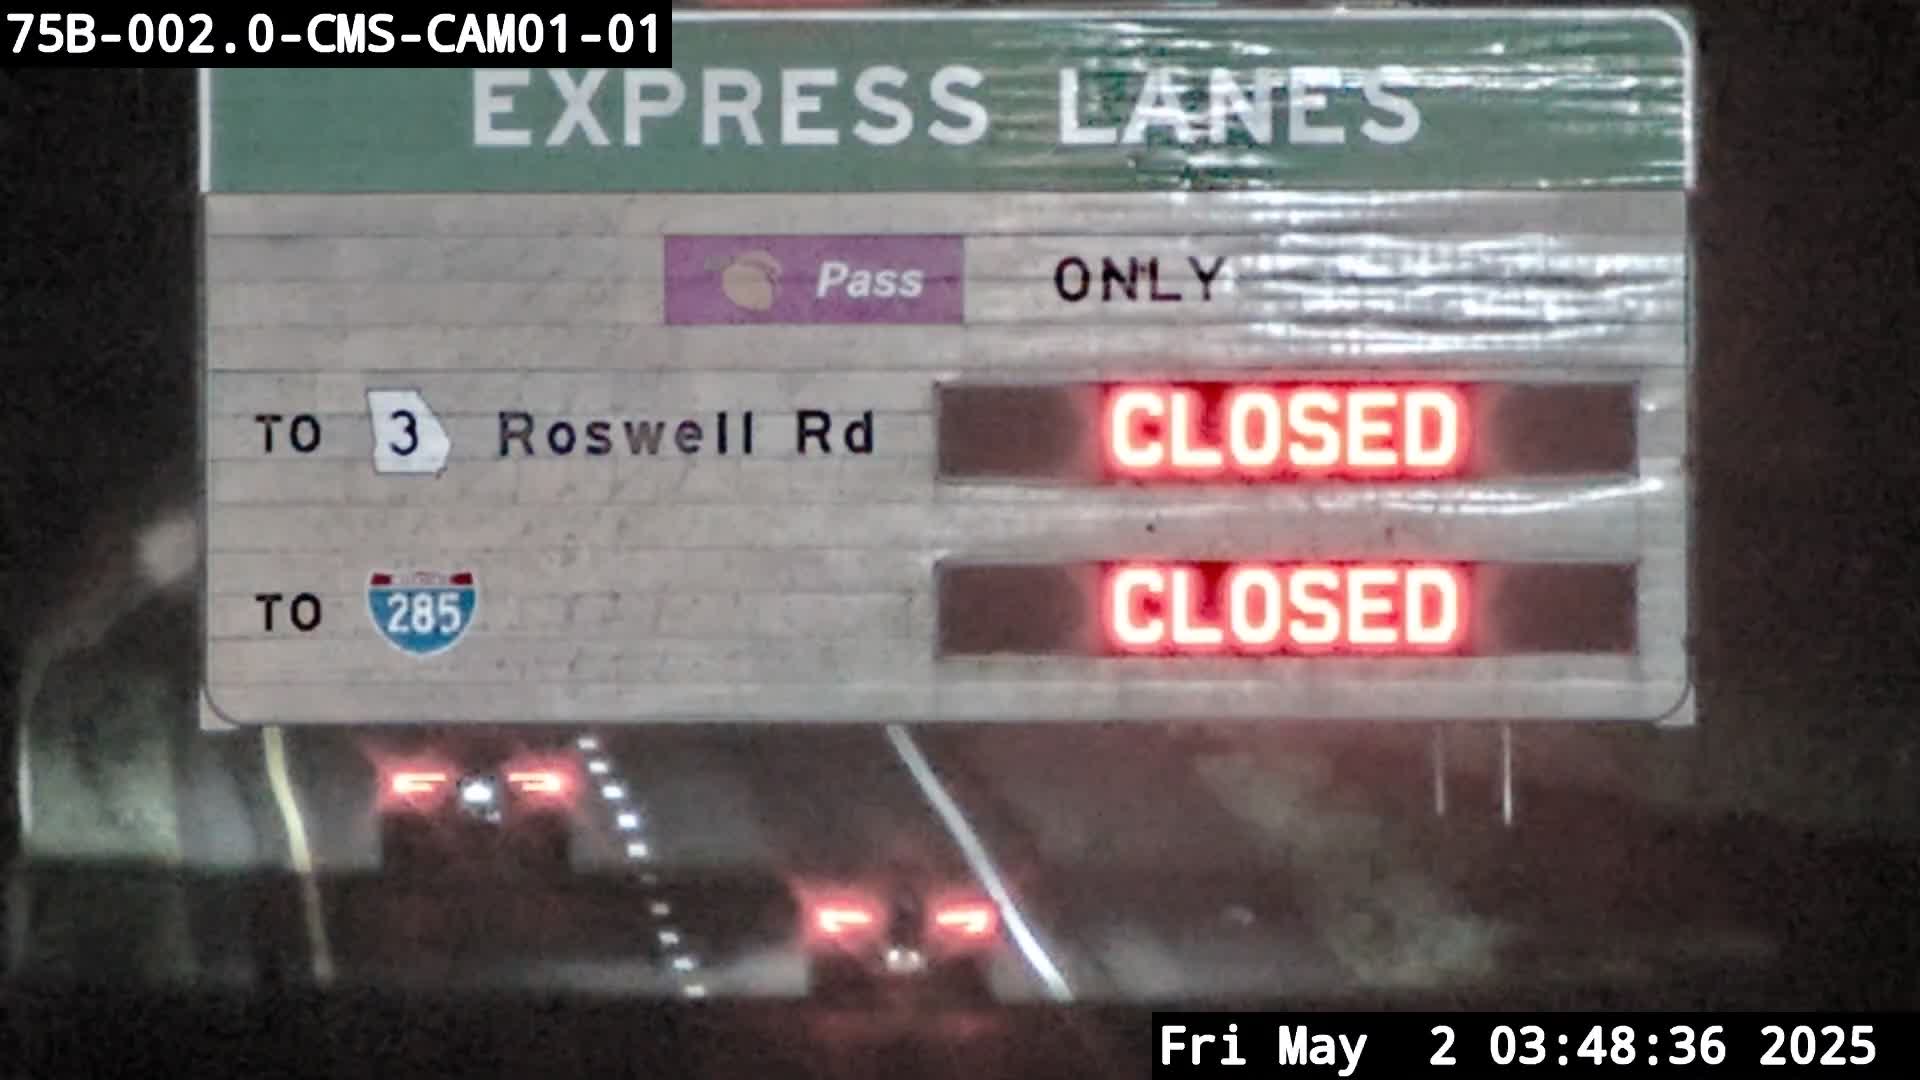 75B-002.0-CMS-CAM01-01
EXPRESS LANES
Pass ONLY
TO 3 Roswell Rd CLOSED
TO 285 CLOSED
Fri May 2 03:48:36 2025